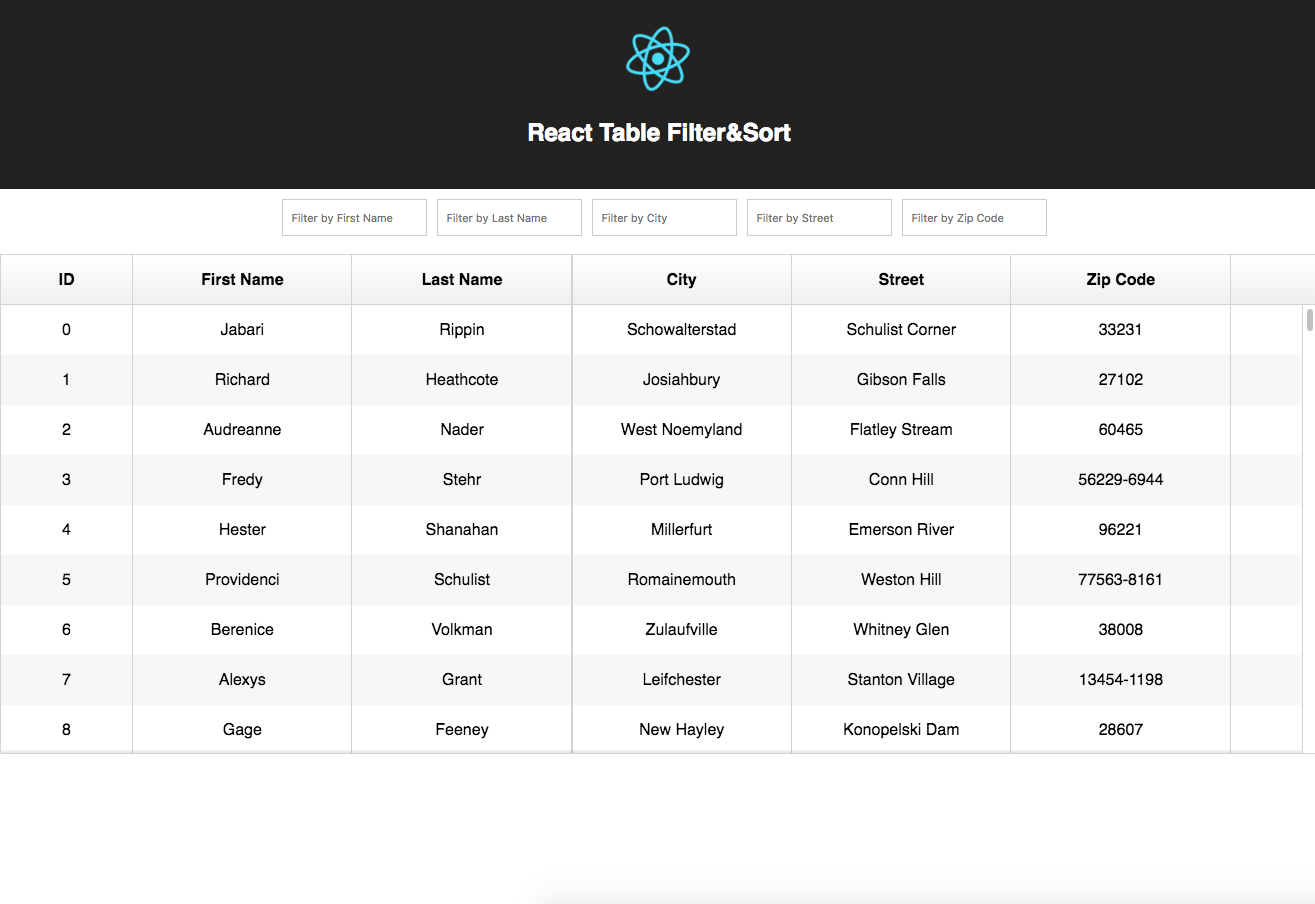 React Table Filter&Sort
Filter by First Name Filter by Last Name Filter by City Filter by Street Filter by Zip Code
ID First Name Last Name City Street Zip Code
0 Jabari Rippin Schowalterstad Schulist Corner 33231
1 Richard Heathcote Josiahbury Gibson Falls 27102
2 Audreanne Nader West Noemyland Flatley Stream 60465
3 Fredy Stehr Port Ludwig Conn Hill 56229-6944
4 Hester Shanahan Millerfurt Emerson River 96221
5 Providenci Schulist Romainemouth Weston Hill 77563-8161
6 Berenice Volkman Zulaufville Whitney Glen 38008
7 Alexys Grant Leifchester Stanton Village 13454-1198
8 Gage Feeney New Hayley Konopelski Dam 28607